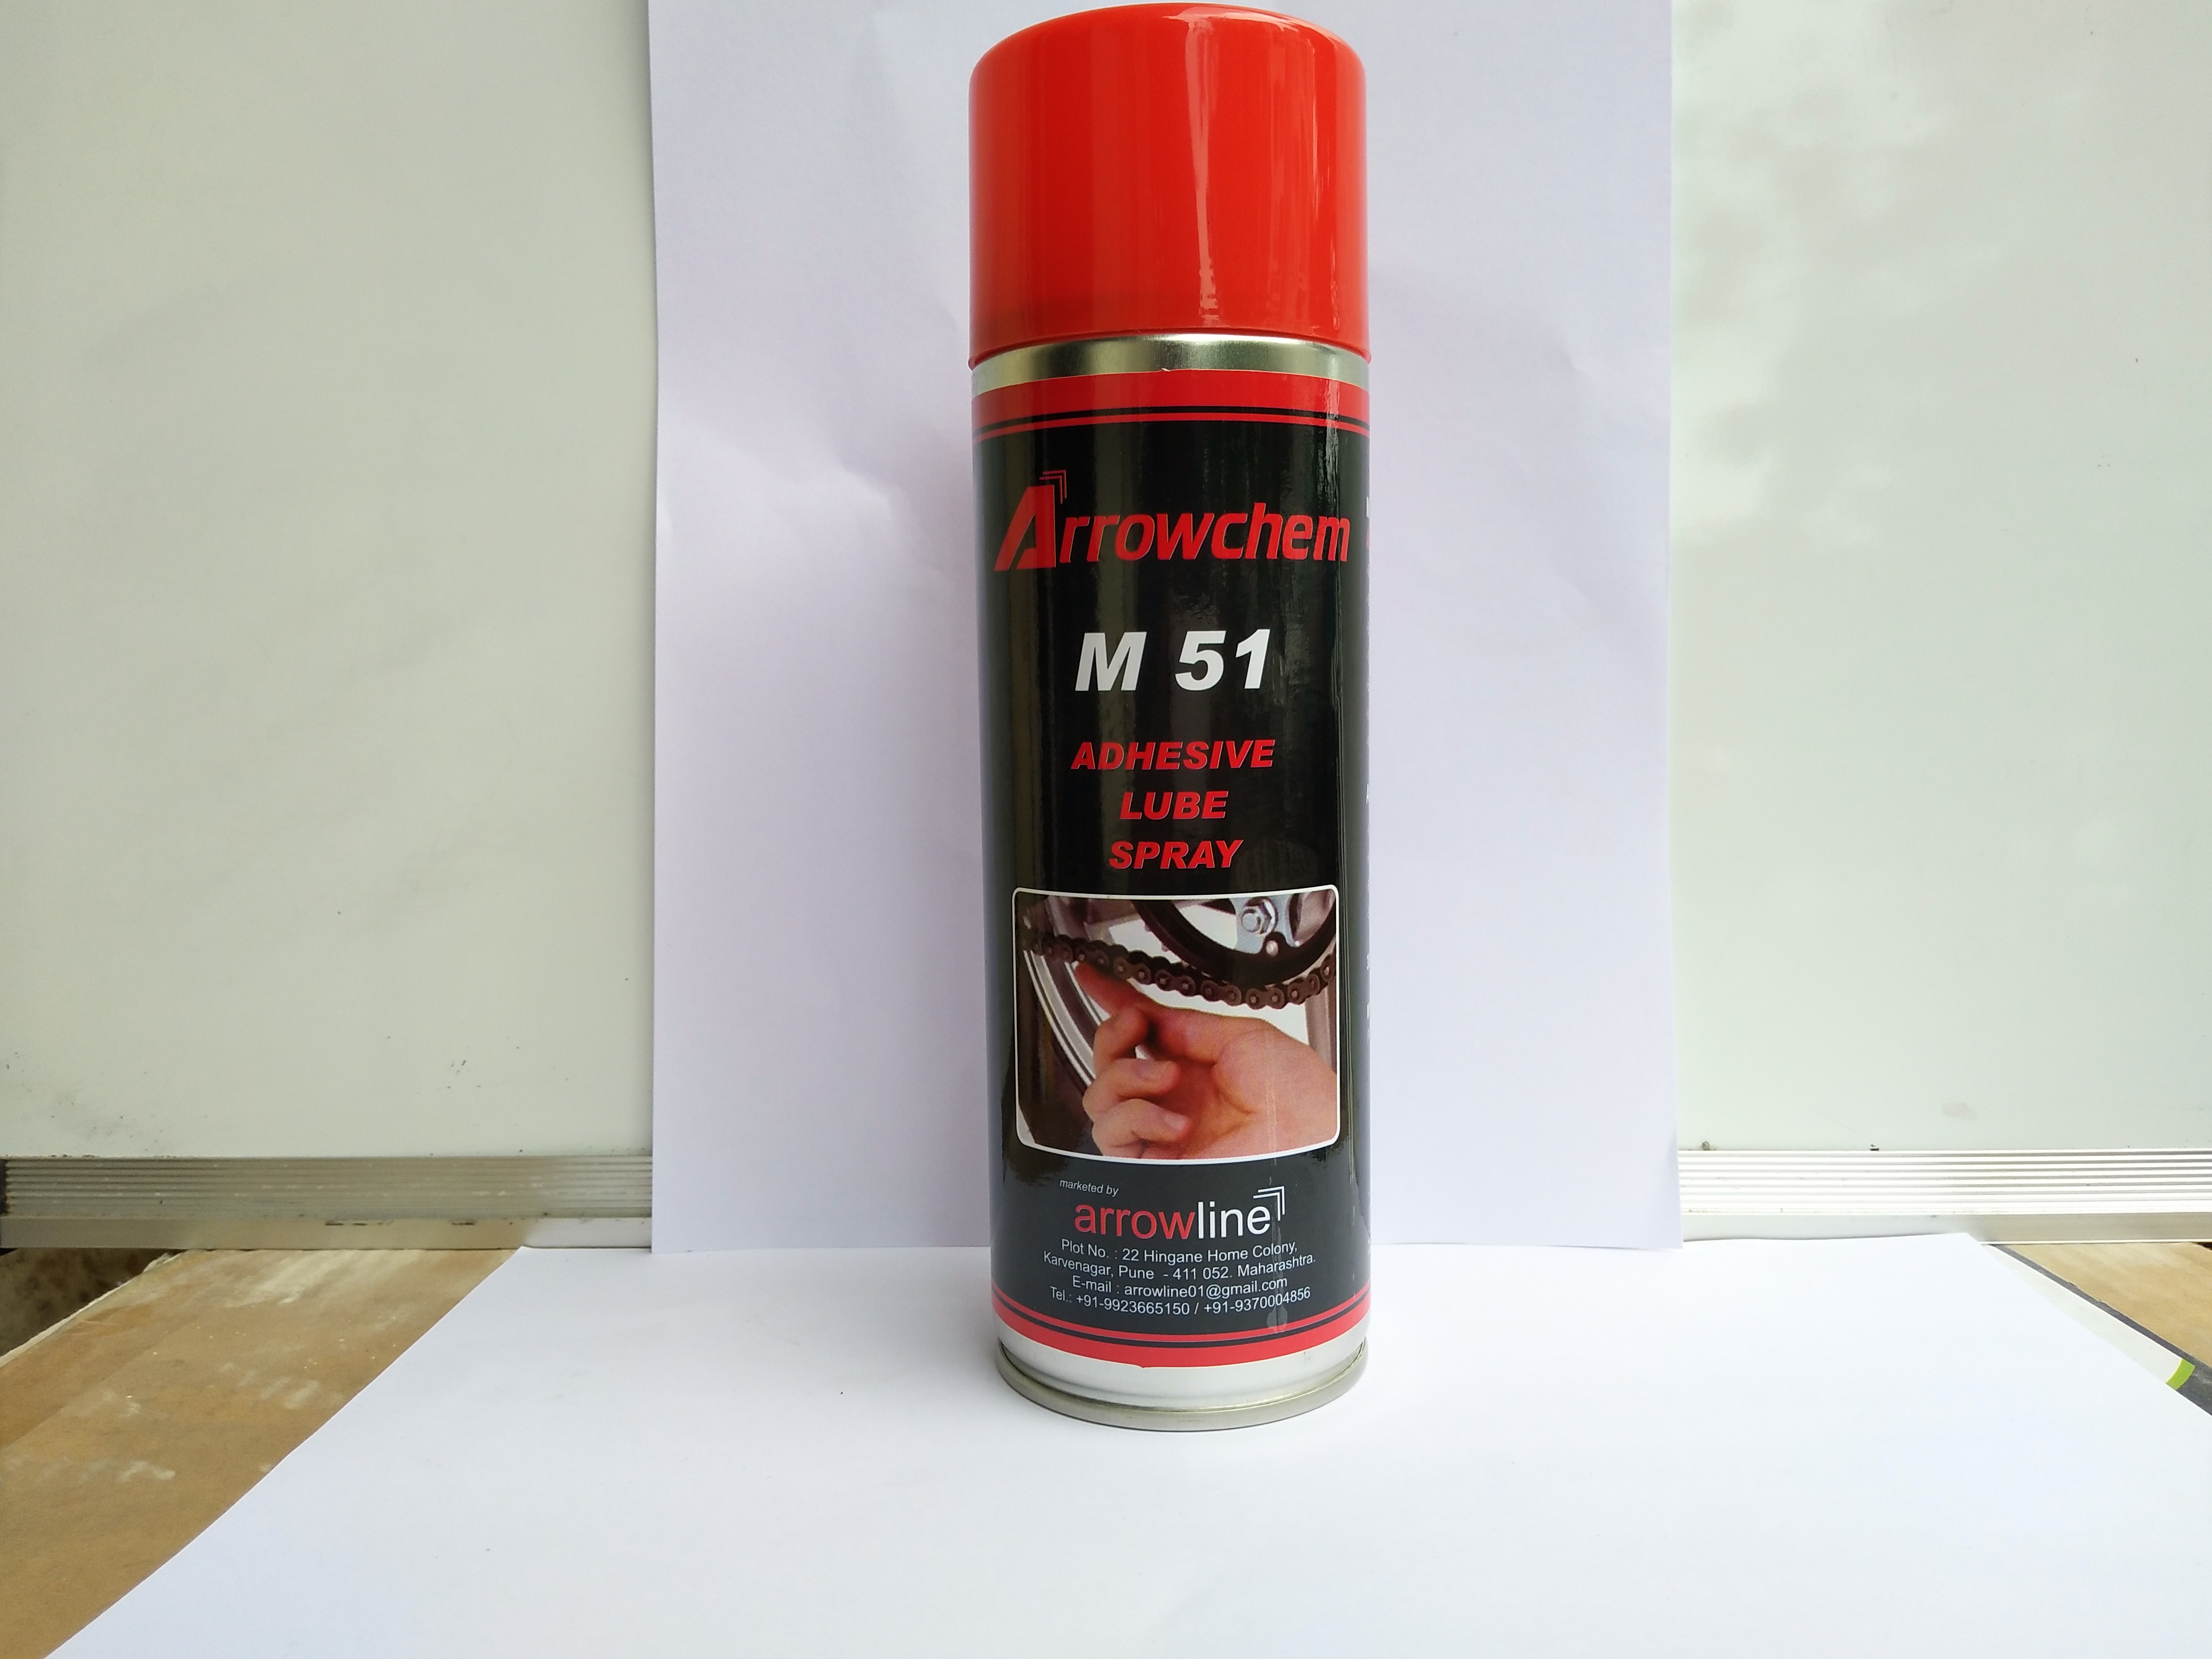 Arrowchem
M 51
ADHESIVE
LUBE
SPRAY
marketed by
arrowline
Plot No. : 22 Hingane Home Colony,
Karvenagar, Pune - 411 052. Maharashtra.
E-mail : arrowline01@gmail.com
Tel.: +91-9923665150 / +91-9370004856